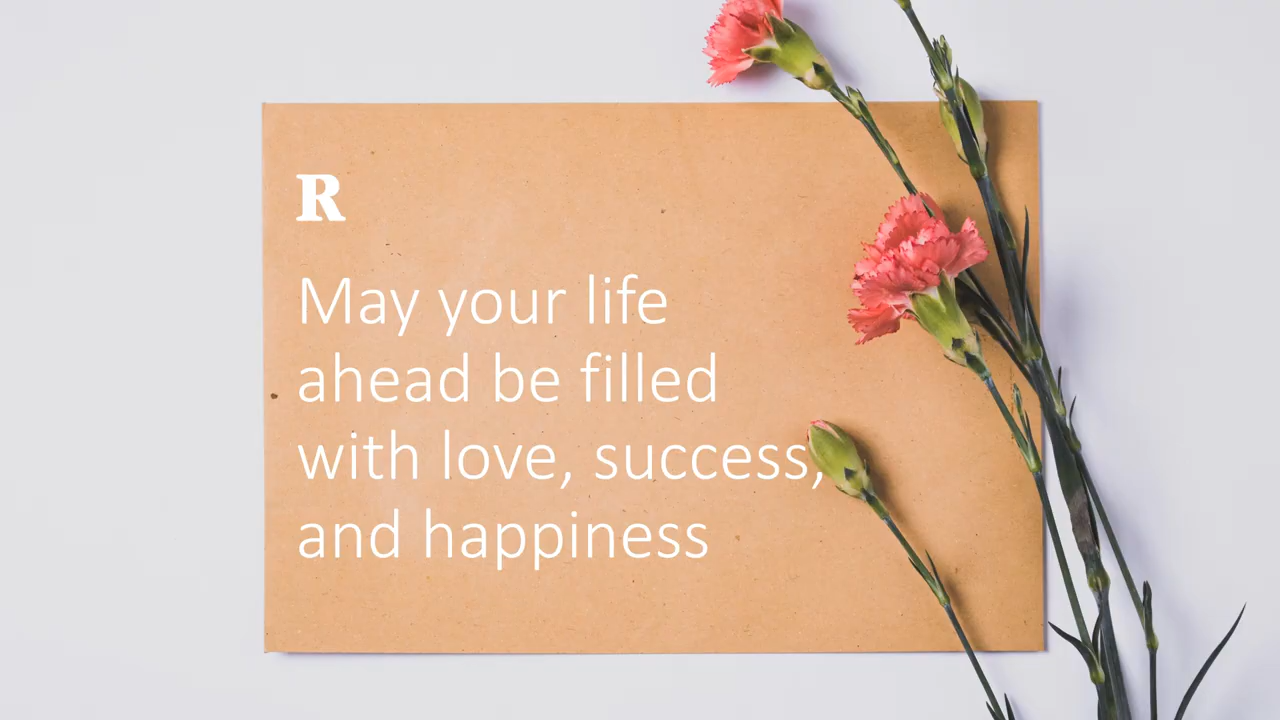 R
May your life
ahead be filled
with love, success,
and happiness